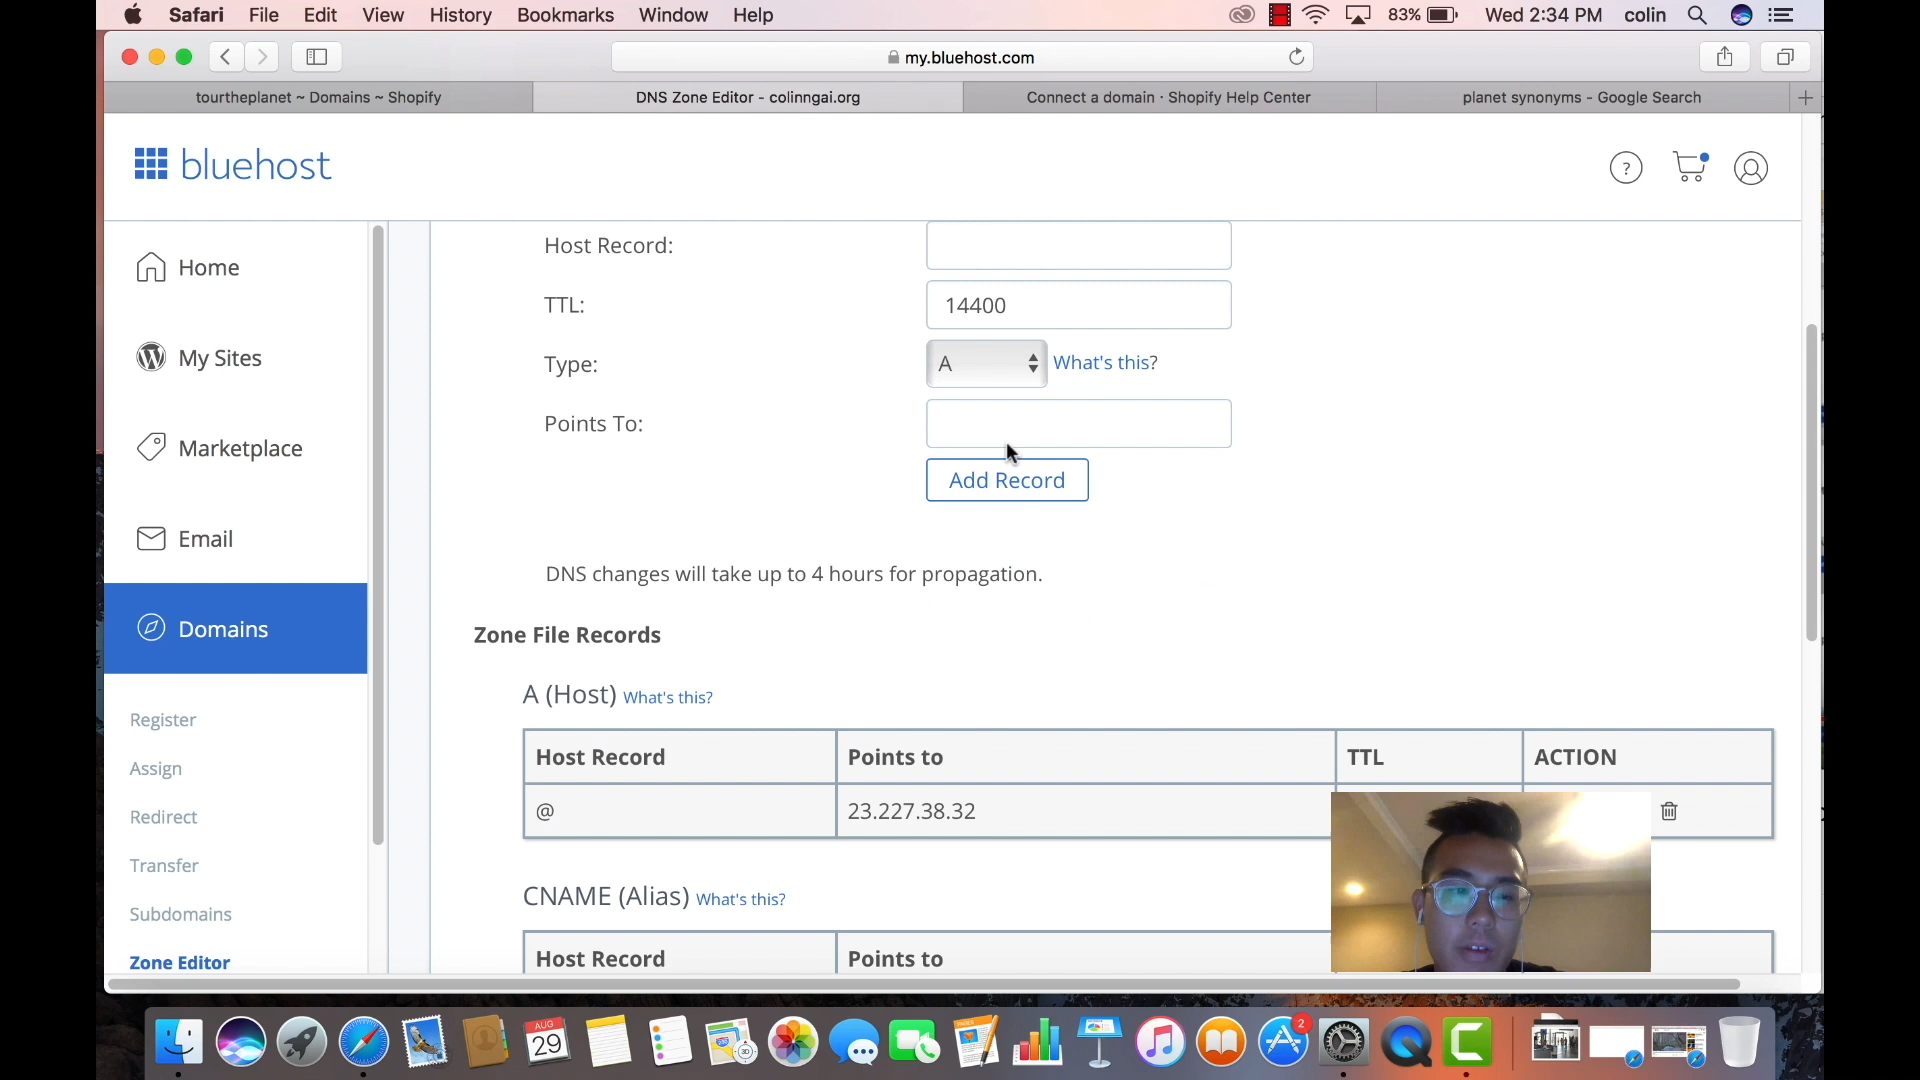 Safari File Edit View History Bookmarks Window Help 83% Wed 2:34 PM colin
my.bluehost.com
tourtheplanet ~ Domains ~ Shopify
DNS Zone Editor - colinngai.org
Connect a domain · Shopify Help Center
planet synonyms - Google Search
bluehost
?
Home
My Sites
Marketplace
Email
Domains
Register
Assign
Redirect
Transfer
Subdomains
Zone Editor
Host Record:
TTL: 14400
Type: A What's this?
Points To:
Add Record
DNS changes will take up to 4 hours for propagation.
Zone File Records
A (Host) What's this?
Host Record Points to TTL ACTION
@ 23.227.38.32
CNAME (Alias) What's this?
Host Record Points to
AUG
29
3D
2